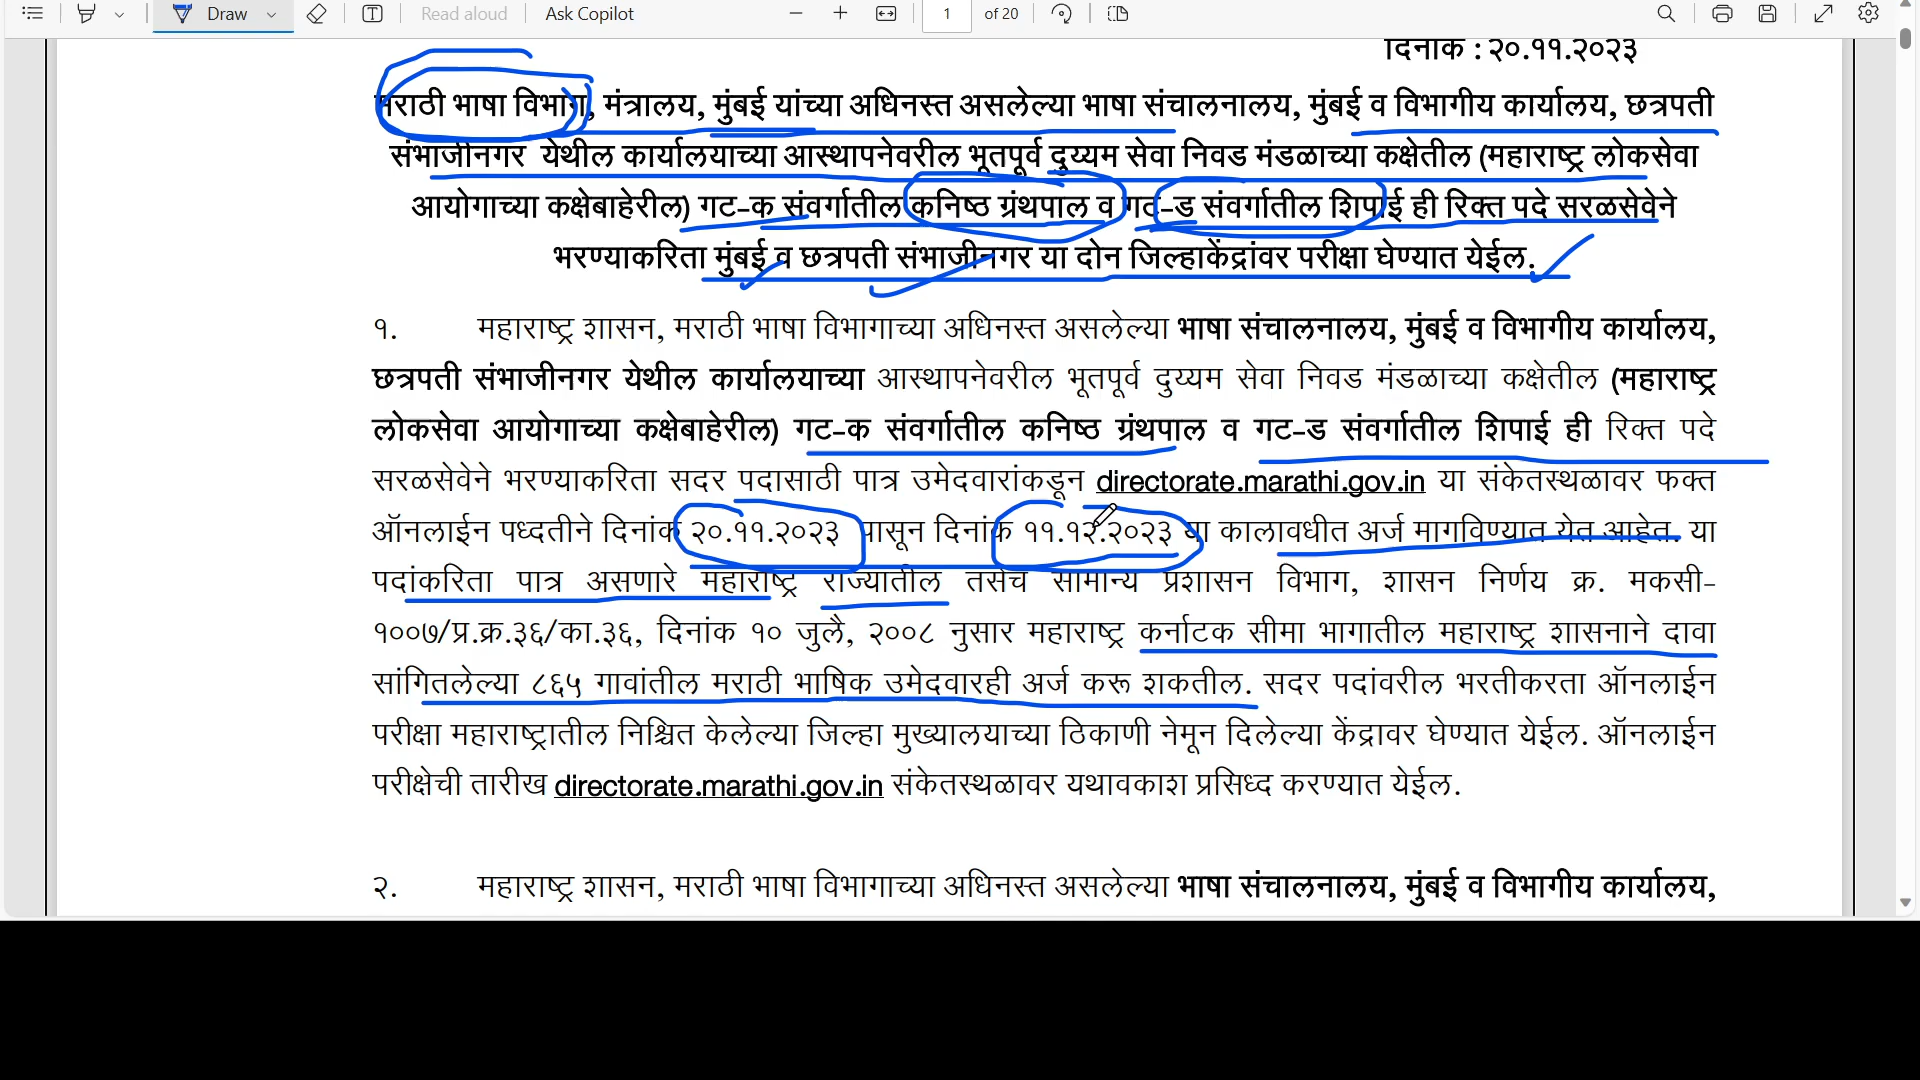 Draw
Read aloud
Ask Copilot
1
of 20
दिनांक : २०.११.२०२३
मराठी भाषा विभाग, मंत्रालय, मुंबई यांच्या अधिनस्त असलेल्या भाषा संचालनालय, मुंबई व विभागीय कार्यालय, छत्रपती
संभाजीनगर येथील कार्यालयाच्या आस्थापनेवरील भूतपूर्व दुय्यम सेवा निवड मंडळाच्या कक्षेतील (महाराष्ट्र लोकसेवा
आयोगाच्या कक्षेबाहेरील) गट-क संवर्गातील कनिष्ठ ग्रंथपाल व गट-ड संवर्गातील शिपाई ही रिक्त पदे सरळसेवेने
भरण्याकरिता मुंबई व छत्रपती संभाजीनगर या दोन जिल्हाकेंद्रांवर परीक्षा घेण्यात येईल.
१. महाराष्ट्र शासन, मराठी भाषा विभागाच्या अधिनस्त असलेल्या भाषा संचालनालय, मुंबई व विभागीय कार्यालय,
छत्रपती संभाजीनगर येथील कार्यालयाच्या आस्थापनेवरील भूतपूर्व दुय्यम सेवा निवड मंडळाच्या कक्षेतील (महाराष्ट्र
लोकसेवा आयोगाच्या कक्षेबाहेरील) गट-क संवर्गातील कनिष्ठ ग्रंथपाल व गट-ड संवर्गातील शिपाई ही रिक्त पदे
सरळसेवेने भरण्याकरिता सदर पदासाठी पात्र उमेदवारांकडून directorate.marathi.gov.in या संकेतस्थळावर फक्त
ऑनलाईन पध्दतीने दिनांक २०.११.२०२३ पासून दिनांक ११.१२.२०२३ या कालावधीत अर्ज मागविण्यात येत आहेत. या
पदांकरिता पात्र असणारे महाराष्ट्र राज्यातील तसेच सामान्य प्रशासन विभाग, शासन निर्णय क्र. मकसी-
१००७/प्र.क्र.३६/का.३६, दिनांक १० जुलै, २००८ नुसार महाराष्ट्र कर्नाटक सीमा भागातील महाराष्ट्र शासनाने दावा
सांगितलेल्या ८६५ गावांतील मराठी भाषिक उमेदवारही अर्ज करू शकतील. सदर पदांवरील भरतीकरता ऑनलाईन
परीक्षा महाराष्ट्रातील निश्चित केलेल्या जिल्हा मुख्यालयाच्या ठिकाणी नेमून दिलेल्या केंद्रावर घेण्यात येईल. ऑनलाईन
परीक्षेची तारीख directorate.marathi.gov.in संकेतस्थळावर यथावकाश प्रसिध्द करण्यात येईल.
२. महाराष्ट्र शासन, मराठी भाषा विभागाच्या अधिनस्त असलेल्या भाषा संचालनालय, मुंबई व विभागीय कार्यालय,